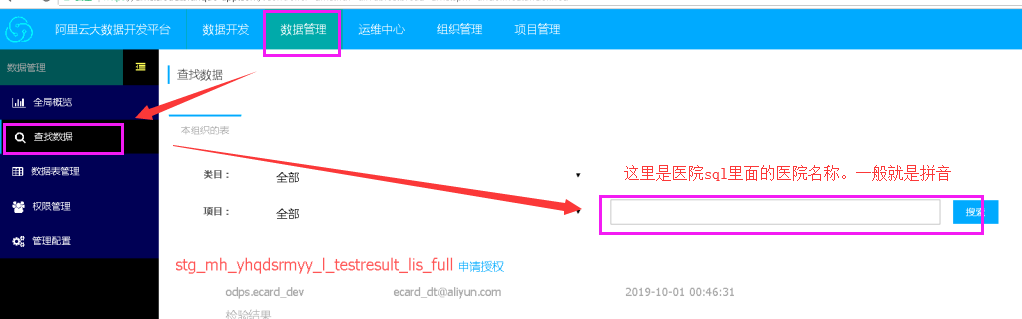 阿里云大数据开发平台 数据开发 数据管理 运维中心 组织管理 项目管理
数据管理
查找数据
全局概览
本组织的表
查找数据
数据表管理
类目： 全部
这里是医院sql里面的医院名称。一般就是拼音
权限管理
项目： 全部
搜索
管理配置
stg_mh_yhqdsrmyy_l_testresult_lis_full 申请授权
odps.ecard_dev ecard_dt@aliyun.com 2019-10-01 00:46:31
检验结果